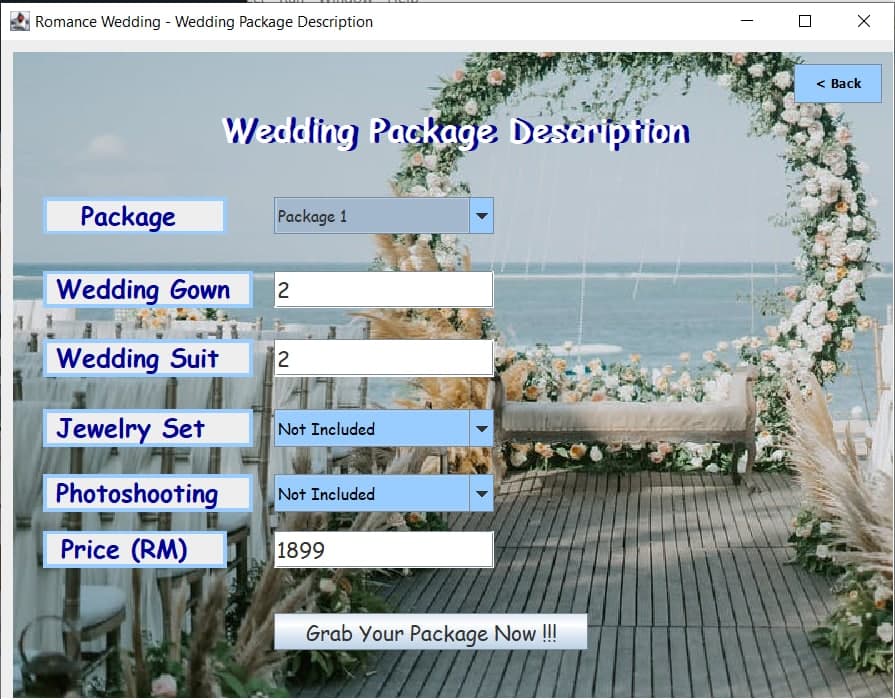 Romance Wedding - Wedding Package Description
< Back
Wedding Package Description
Package
Package 1
Wedding Gown
2
Wedding Suit
2
Jewelry Set
Not Included
Photoshooting
Not Included
Price (RM)
1899
Grab Your Package Now !!!